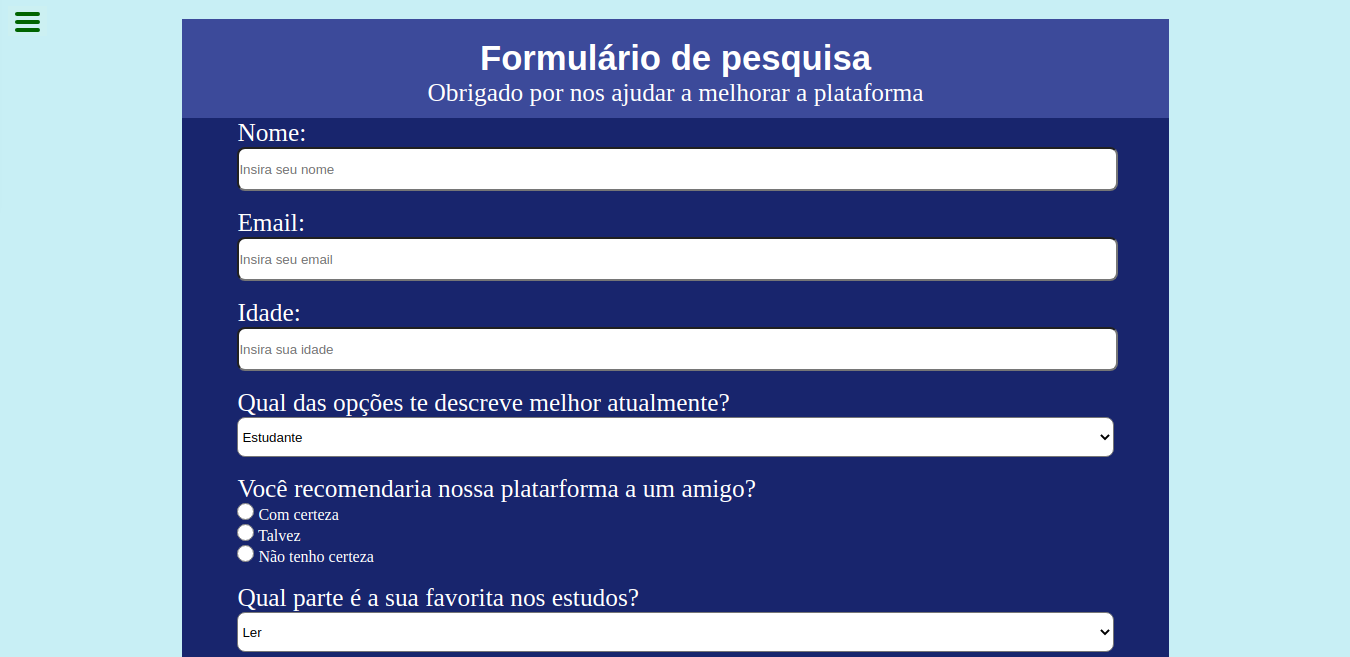 Formulário de pesquisa
Obrigado por nos ajudar a melhorar a plataforma
Nome:
Insira seu nome
Email:
Insira seu email
Idade:
Insira sua idade
Qual das opções te descreve melhor atualmente?
Estudante
Você recomendaria nossa platarforma a um amigo?
Com certeza
Talvez
Não tenho certeza
Qual parte é a sua favorita nos estudos?
Ler